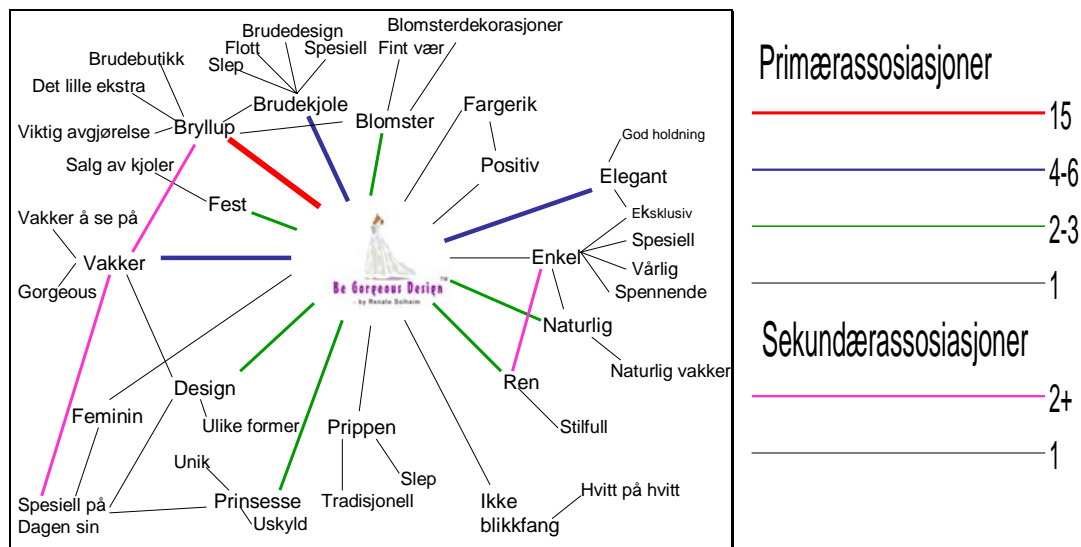 Blomsterdekorasjoner
Brudedesign
Flott
Spesiell
Fint vær
Slep
Brudebutikk
Det lille ekstra
Brudekjole
Fargerik
Blomster
Viktig avgjørelse
Bryllup
God holdning
Salg av kjoler
Positiv
Elegant
Fest
Vakker å se på
Eksklusiv
Spesiell
Enkel
Vakker
Vårlig
Gorgeous
Spennende
Be Gorgeous Design™
- by Renate Solheim
Naturlig
Naturlig vakker
Design
Ren
Feminin
Ulike former
Prippen
Stilfull
Unik
Slep
Hvitt på hvitt
Spesiell på
Dagen sin
Prinsesse
Uskyld
Tradisjonell
Ikke
blikkfang
Primærassosiasjoner
15
4-6
2-3
1
Sekundærassosiasjoner
2+
1